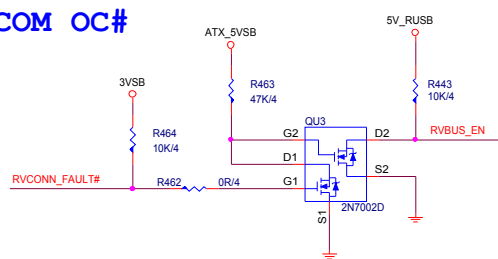 COM OC#
ATX_5VSB
5V_RUSB
3VSB
R463
47K/4
R443
10K/4
R464
10K/4
QU3
G2
D2
RVBUS_EN
D1
S2
RVCONN_FAULT#
R462
0R/4
G1
S1
2N7002D